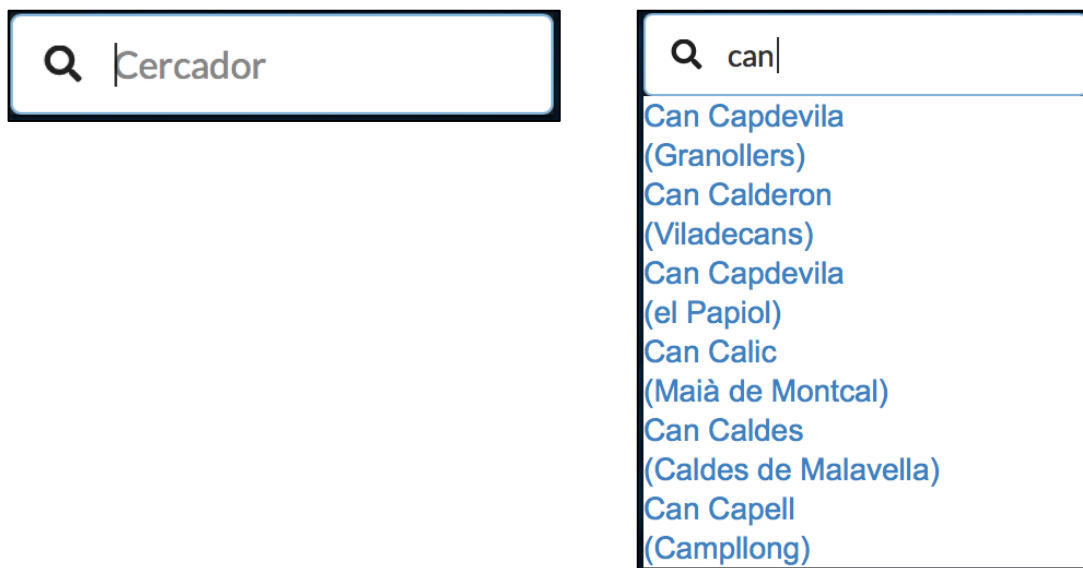 Cercador
can
Can Capdevila
(Granollers)
Can Calderon
(Viladecans)
Can Capdevila
(el Papiol)
Can Calic
(Maià de Montcal)
Can Caldes
(Caldes de Malavella)
Can Capell
(Campllong)